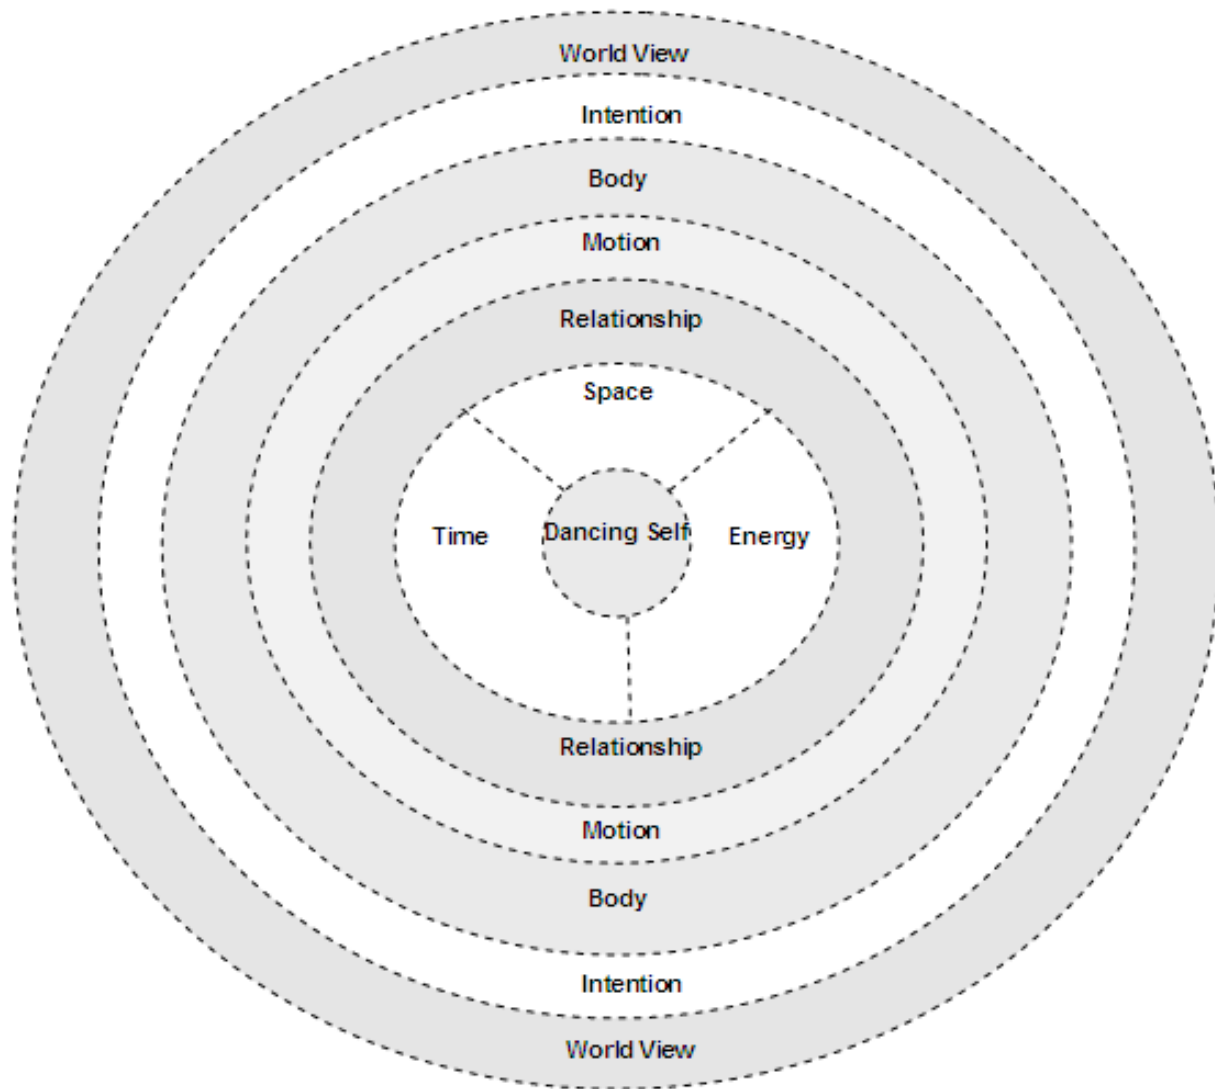 World View
Intention
Body
Motion
Relationship
Space
Time
Dancing Self
Energy
Relationship
Motion
Body
Intention
World View